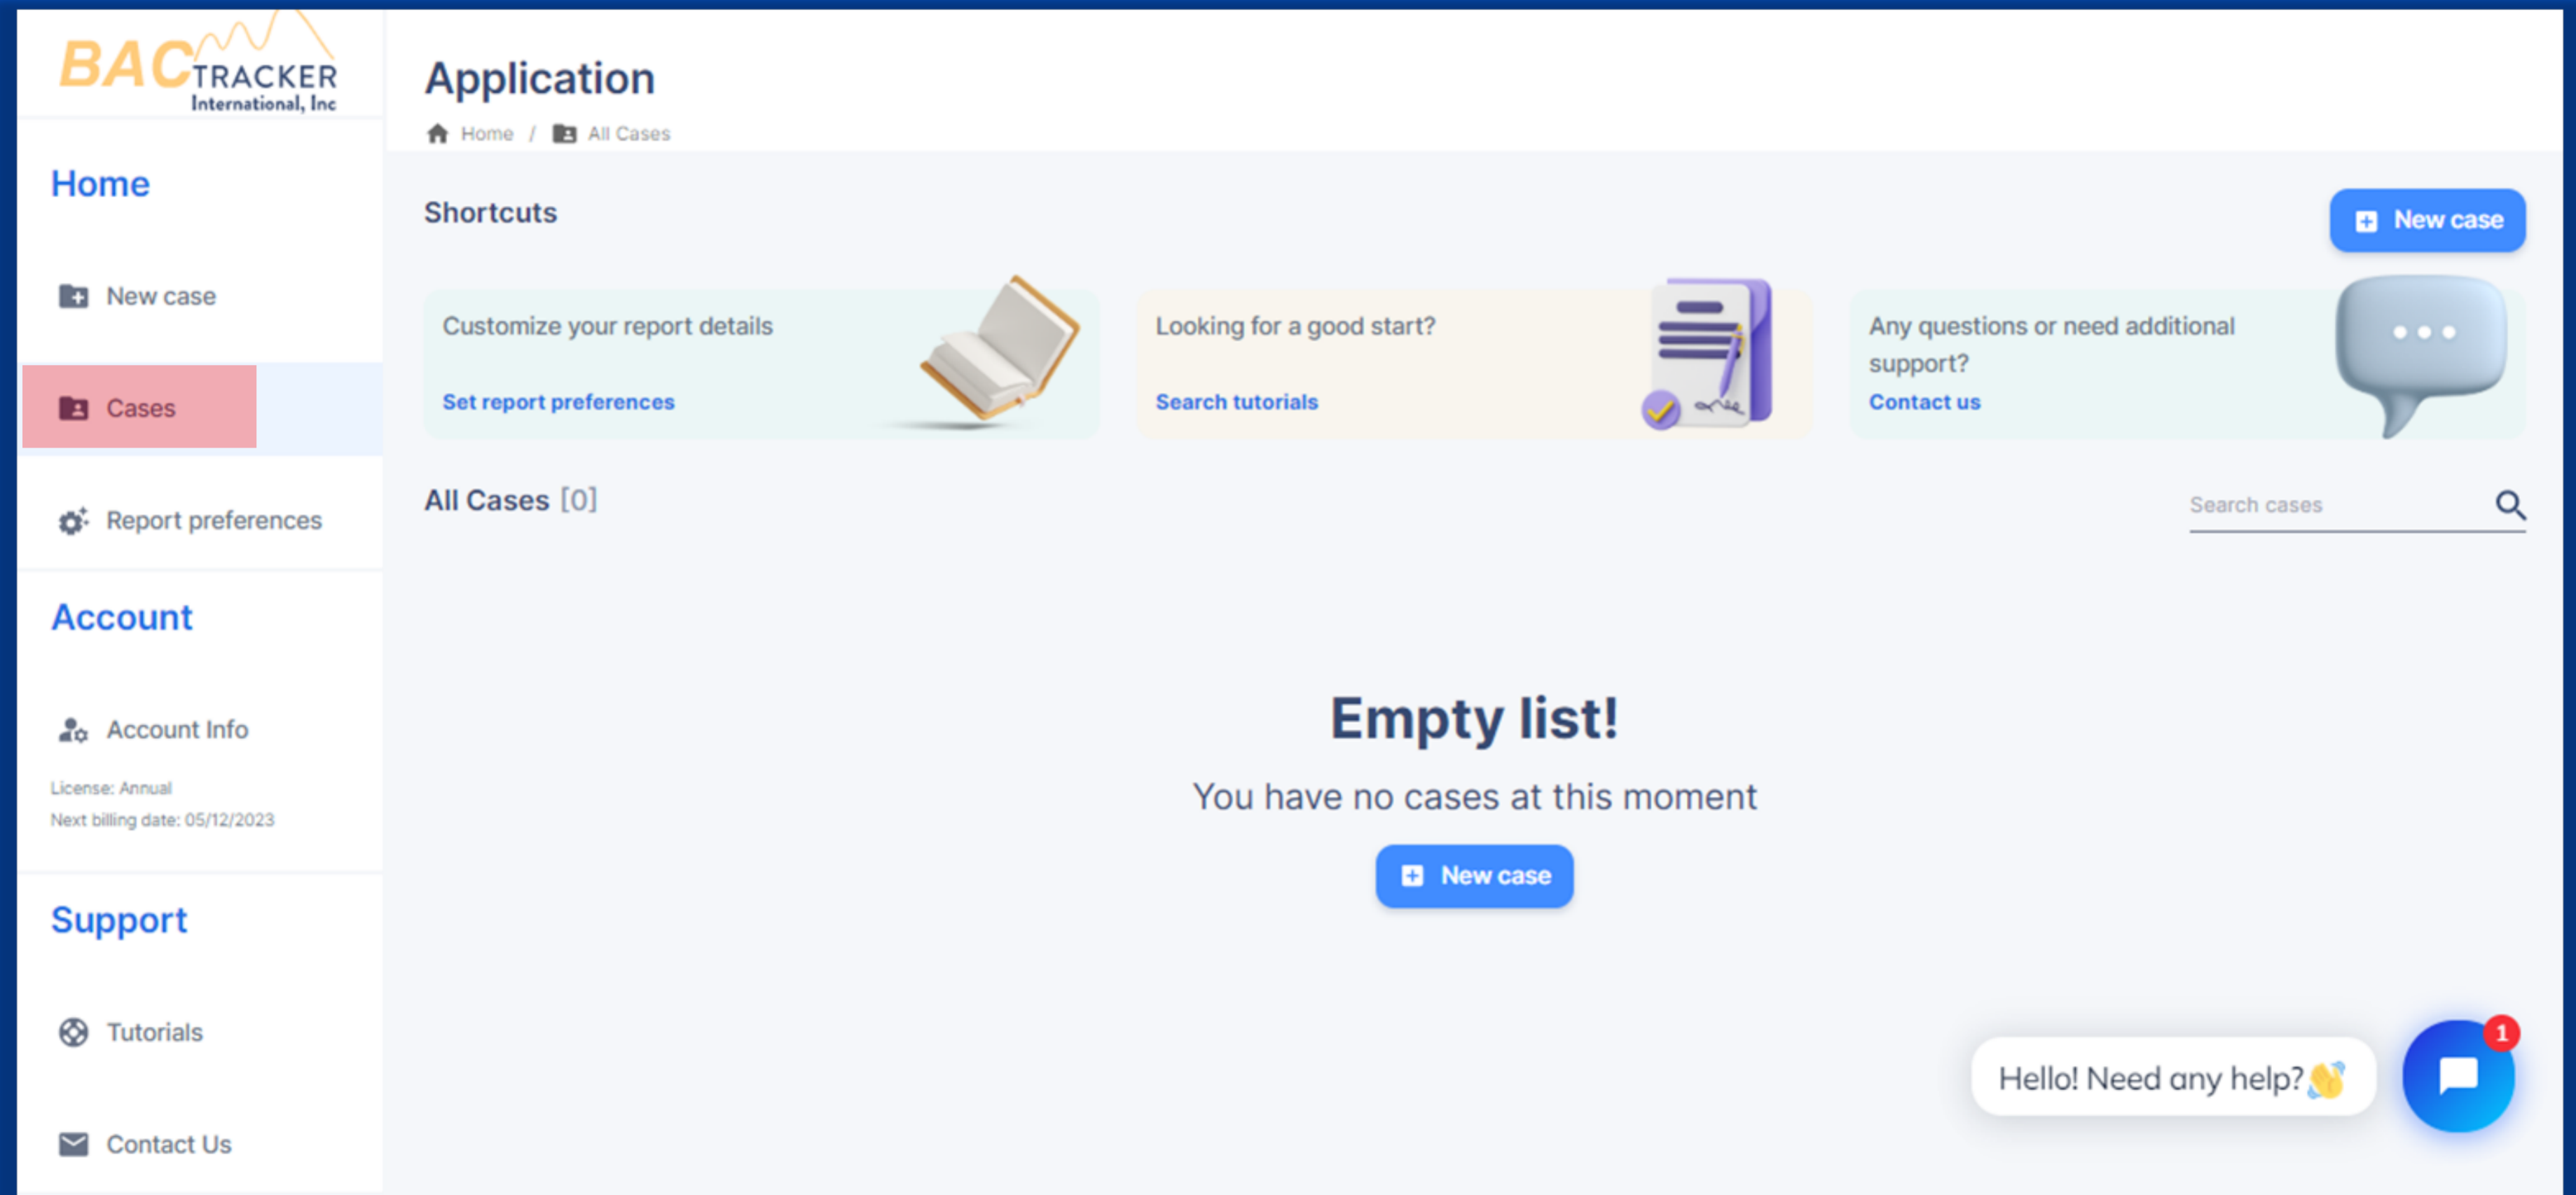 BACTRACKER
International, Inc
Home
New case
Cases
Report preferences
Account
Account Info
License: Annual
Next billing date: 05/12/2023
Support
Tutorials
Contact Us
Application
Home / All Cases
Shortcuts
New case
Customize your report details
Set report preferences
Looking for a good start?
Search tutorials
Any questions or need additional
support?
Contact us
All Cases [0]
Search cases
Empty list!
You have no cases at this moment
New case
Hello! Need any help?👋
1